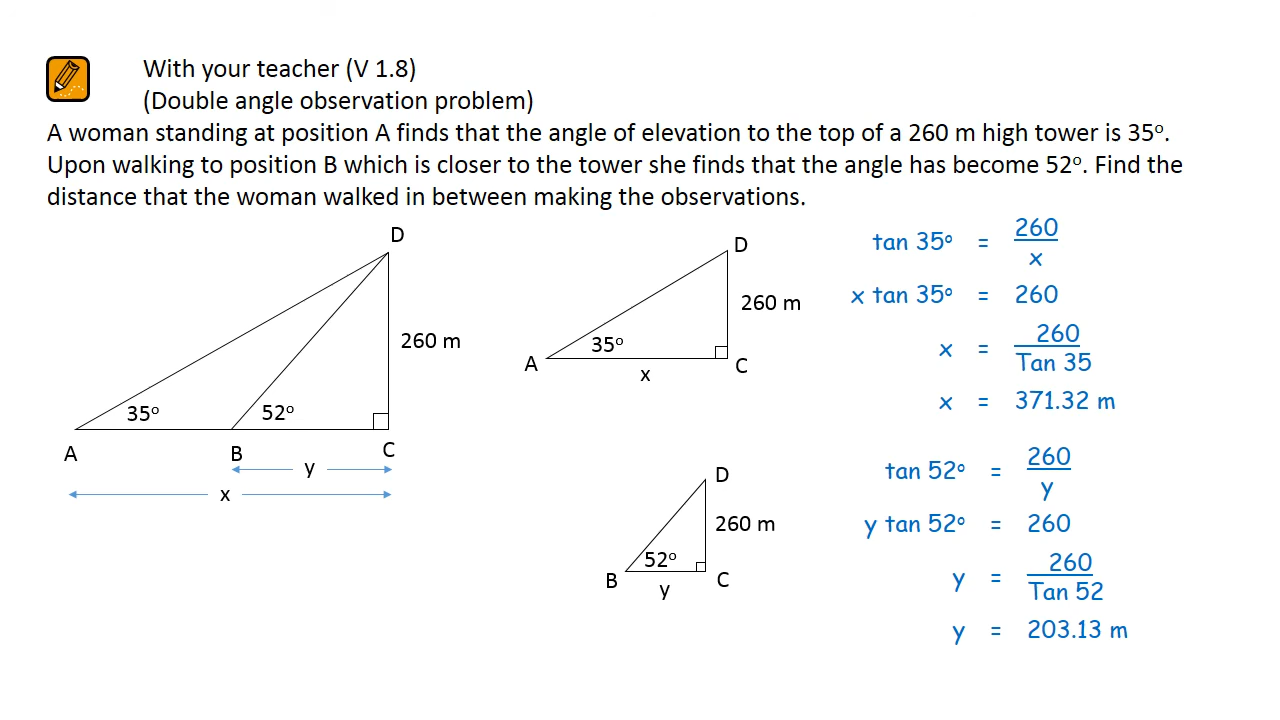 With your teacher (V 1.8)
(Double angle observation problem)
A woman standing at position A finds that the angle of elevation to the top of a 260 m high tower is 35º.
Upon walking to position B which is closer to the tower she finds that the angle has become 52º. Find the
distance that the woman walked in between making the observations.
D
260 m
35º
52º
A
B
C
y
x
D
260 m
35º
A
x
C
D
260 m
52º
B
y
C
tan 35º = 260
x
x tan 35º = 260
x = 260
Tan 35
x = 371.32 m
tan 52º = 260
y
y tan 52º = 260
y = 260
Tan 52
y = 203.13 m